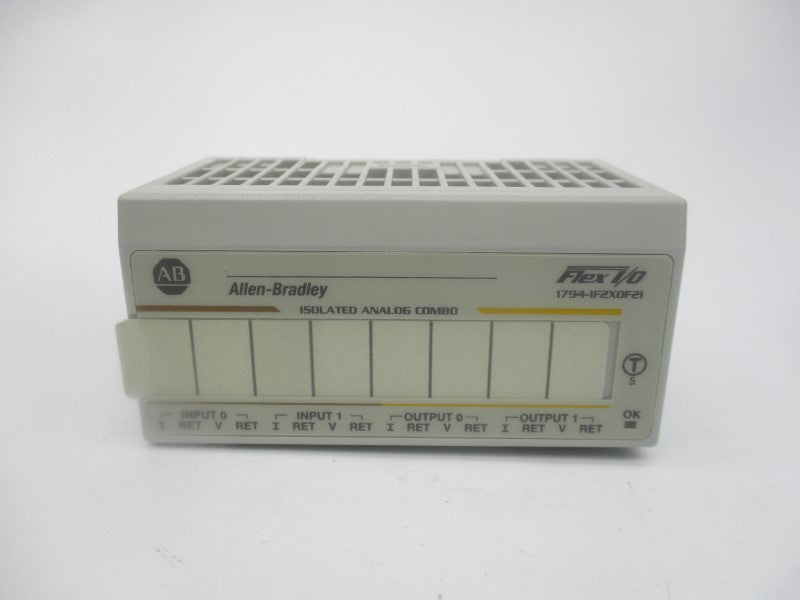 AB
Allen-Bradley
Flex I/O
1794-IF2XOF2I
ISOLATED ANALOG COMBO
T
5
INPUT 0 INPUT 1 OUTPUT 0 OUTPUT 1 OK
I RET V RET I RET V RET I RET V RET I RET V RET